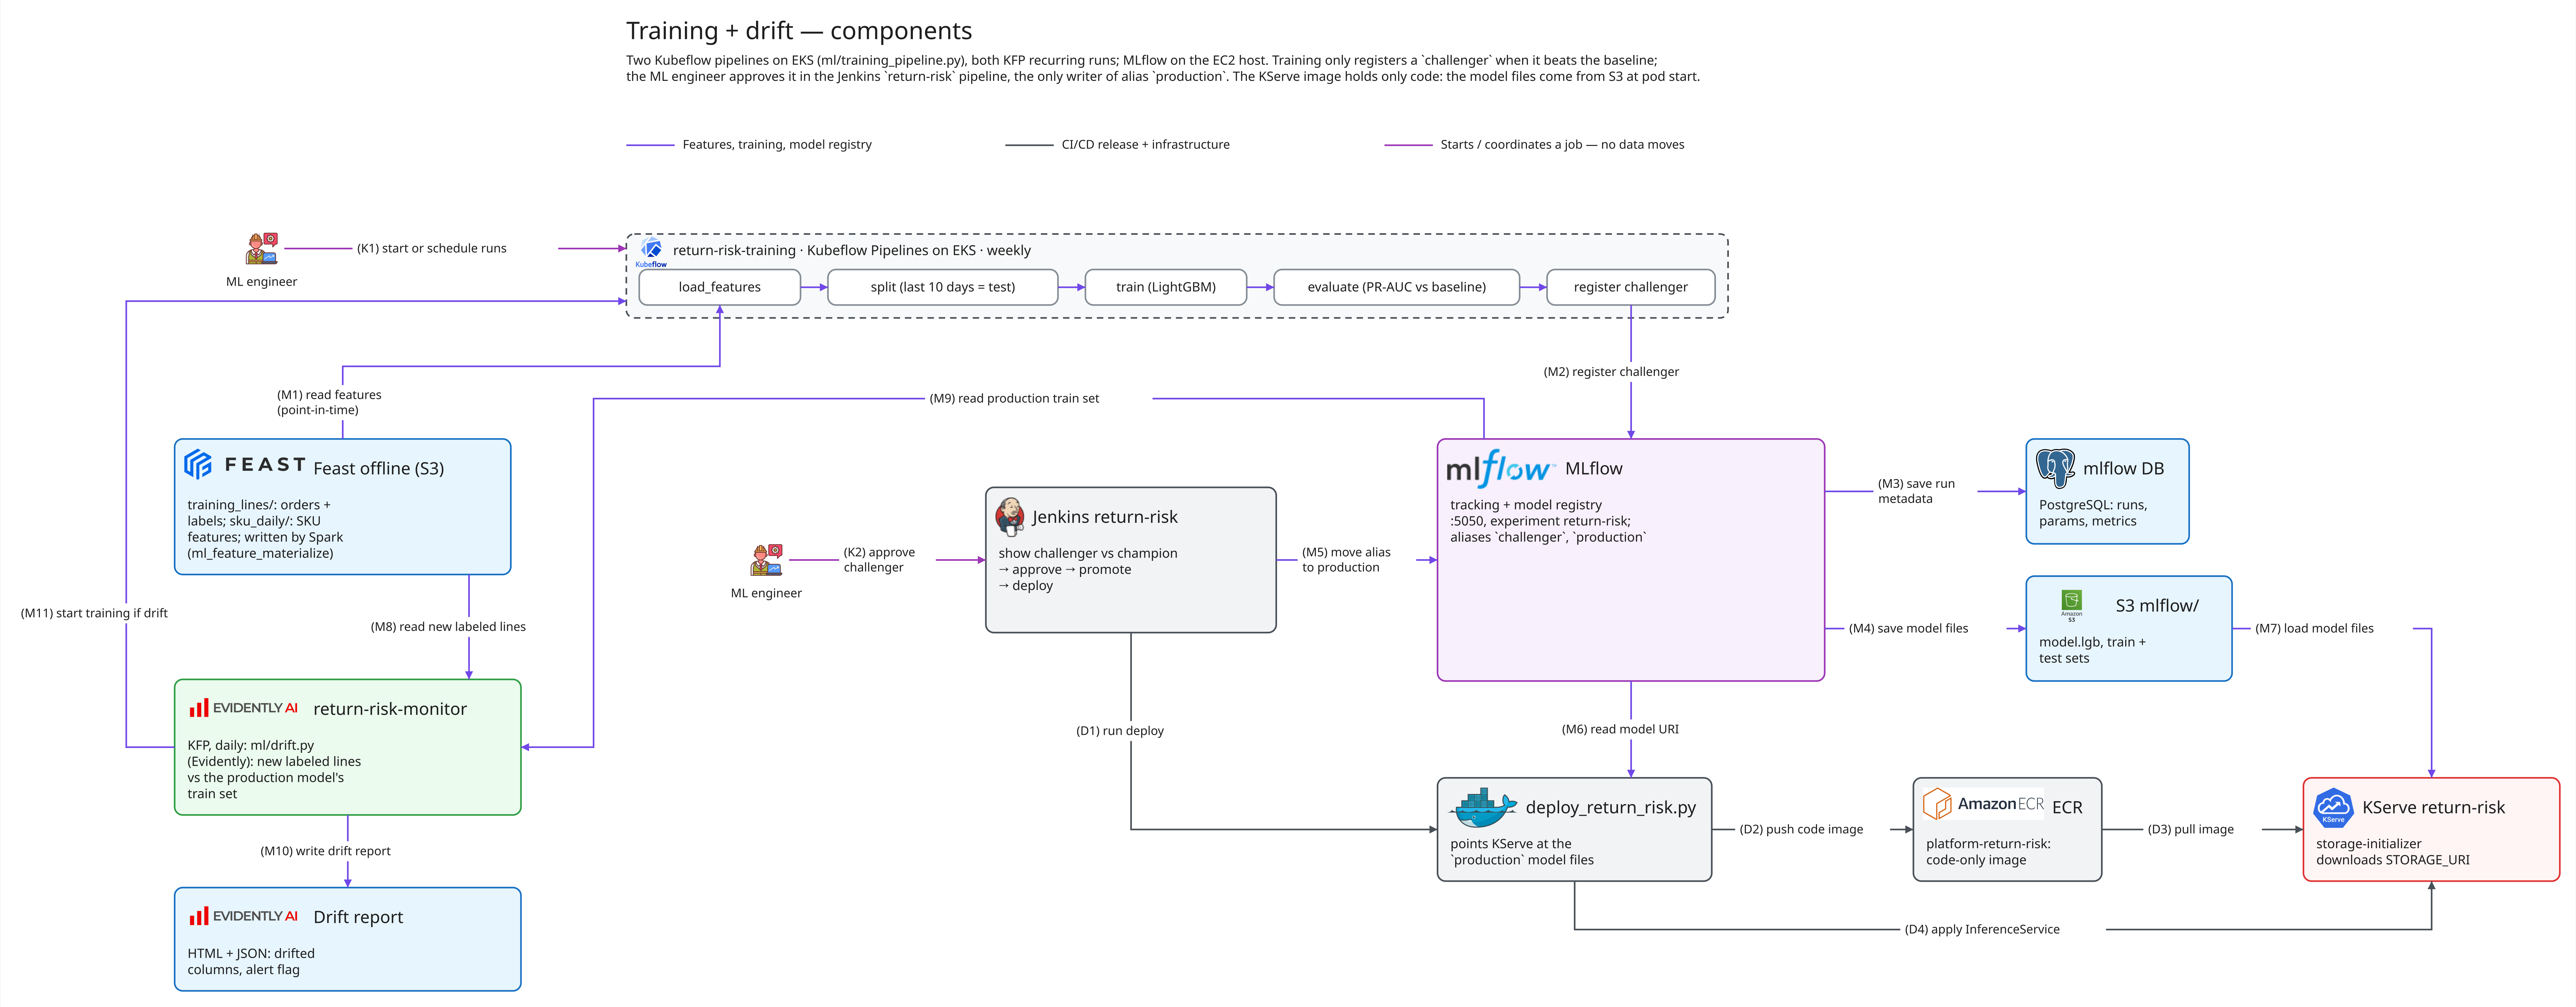 Training + drift — components
Two Kubeflow pipelines on EKS (ml/training_pipeline.py), both KFP recurring runs; MLflow on the EC2 host. Training only registers a `challenger` when it beats the baseline;
the ML engineer approves it in the Jenkins `return-risk` pipeline, the only writer of alias `production`. The KServe image holds only code: the model files come from S3 at pod start.
Features, training, model registry
CI/CD release + infrastructure
Starts / coordinates a job — no data moves
ML engineer
(K1) start or schedule runs
Kubeflow
return-risk-training · Kubeflow Pipelines on EKS · weekly
load_features
split (last 10 days = test)
train (LightGBM)
evaluate (PR-AUC vs baseline)
register challenger
(M1) read features
(point-in-time)
(M2) register challenger
(M9) read production train set
FEAST
Feast offline (S3)
training_lines/: orders +
labels; sku_daily/: SKU
features; written by Spark
(ml_feature_materialize)
ML engineer
(K2) approve
challenger
Jenkins return-risk
show challenger vs champion
→ approve → promote
→ deploy
(M5) move alias
to production
mlflow
MLflow
tracking + model registry
:5050, experiment return-risk;
aliases `challenger`, `production`
(M3) save run
metadata
mlflow DB
PostgreSQL: runs,
params, metrics
(M4) save model files
Amazon
S3
S3 mlflow/
model.lgb, train +
test sets
(M7) load model files
(M11) start training if drift
(M8) read new labeled lines
EVIDENTLY AI
return-risk-monitor
KFP, daily: ml/drift.py
(Evidently): new labeled lines
vs the production model's
train set
(D1) run deploy
(M6) read model URI
deploy_return_risk.py
points KServe at the
`production` model files
(D2) push code image
Amazon ECR
ECR
platform-return-risk:
code-only image
(D3) pull image
KServe
KServe return-risk
storage-initializer
downloads STORAGE_URI
(M10) write drift report
EVIDENTLY AI
Drift report
HTML + JSON: drifted
columns, alert flag
(D4) apply InferenceService